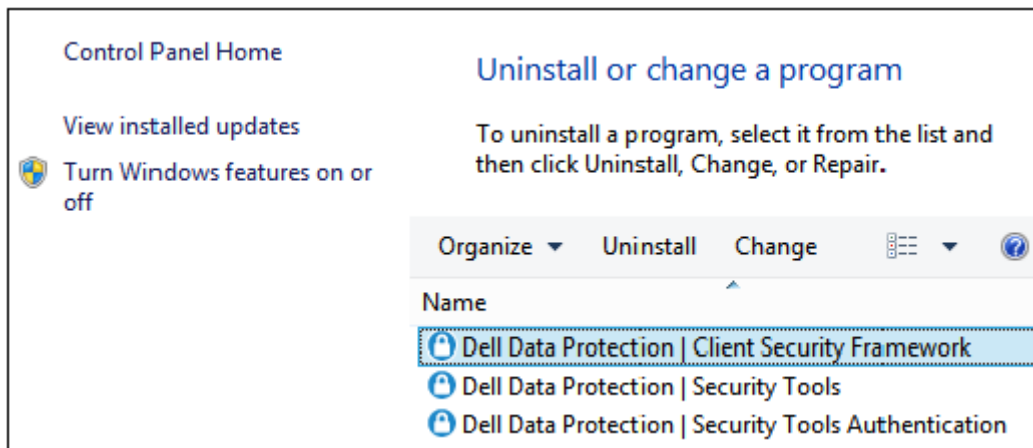 Control Panel Home
View installed updates
Turn Windows features on or
off
Uninstall or change a program
To uninstall a program, select it from the list and
then click Uninstall, Change, or Repair.
Organize Uninstall Change
Name
Dell Data Protection | Client Security Framework
Dell Data Protection | Security Tools
Dell Data Protection | Security Tools Authentication